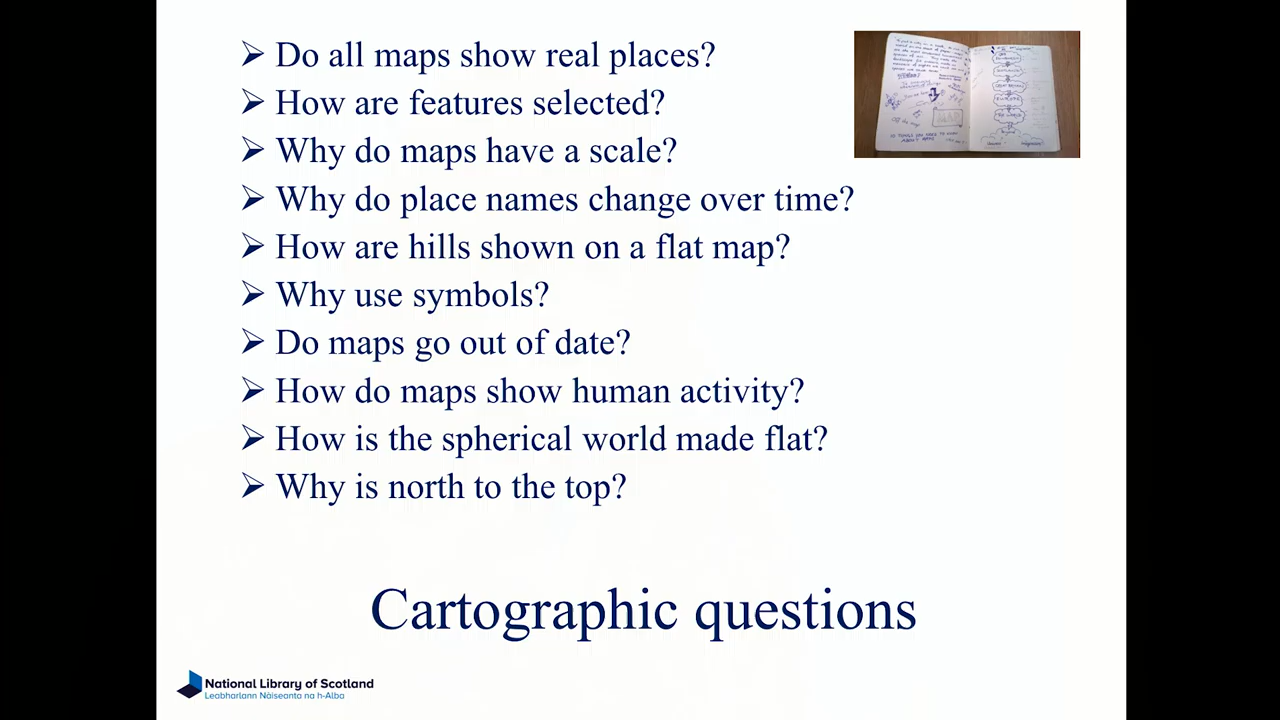 Do all maps show real places?
How are features selected?
Why do maps have a scale?
Why do place names change over time?
How are hills shown on a flat map?
Why use symbols?
Do maps go out of date?
How do maps show human activity?
How is the spherical world made flat?
Why is north to the top?
Cartographic questions
National Library of Scotland
Leabharlann Nàiseanta na h-Alba